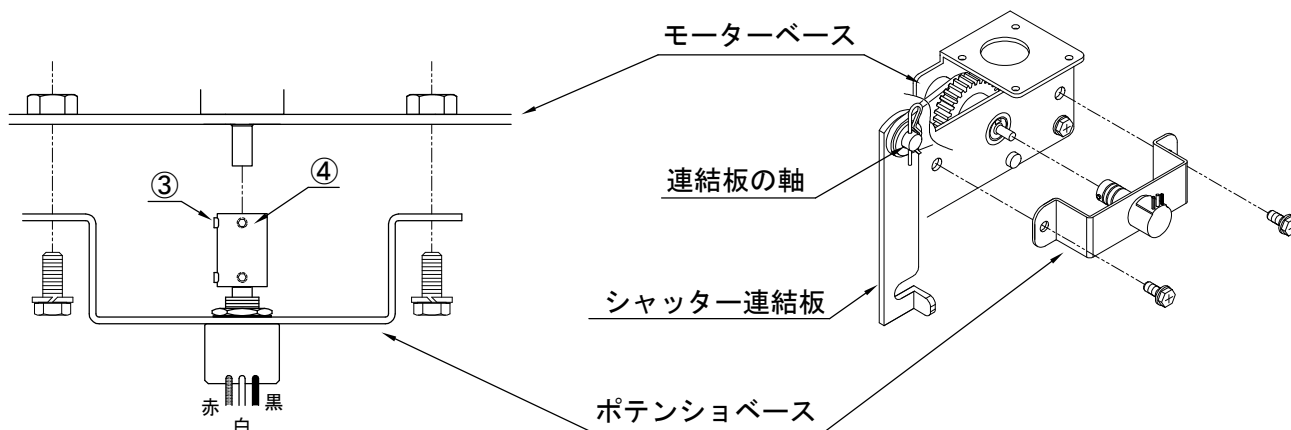 モーターベース
③
④
連結板の軸
シャッター連結板
ポテンショベース
赤
白
黒